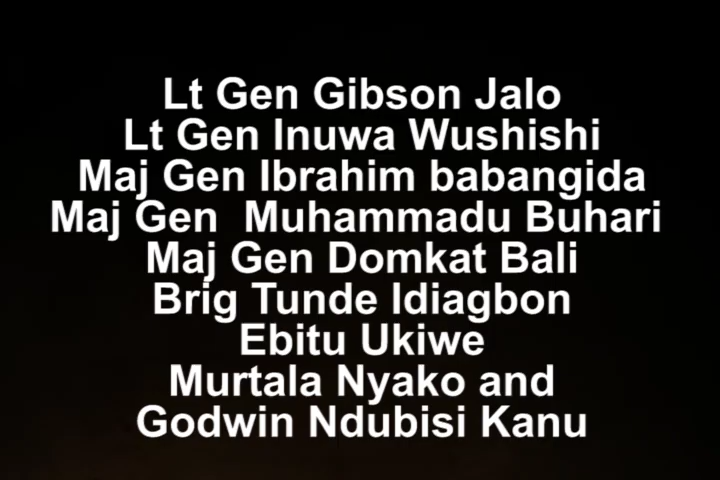 Lt Gen Gibson Jalo
Lt Gen Inuwa Wushishi
Maj Gen Ibrahim babangida
Maj Gen  Muhammadu Buhari
Maj Gen Domkat Bali
Brig Tunde Idiagbon
Ebitu Ukiwe
Murtala Nyako and
Godwin Ndubisi Kanu